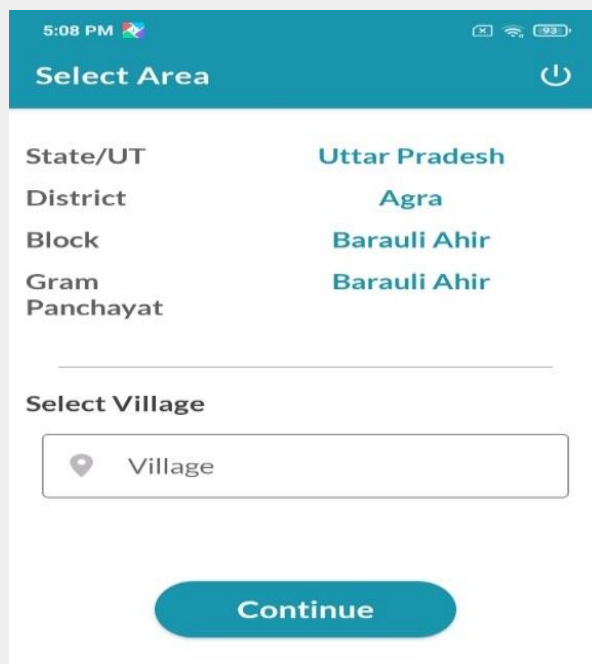 5:08 PM 93
Select Area
State/UT Uttar Pradesh
District Agra
Block Barauli Ahir
Gram Barauli Ahir
Panchayat
Select Village
Village
Continue